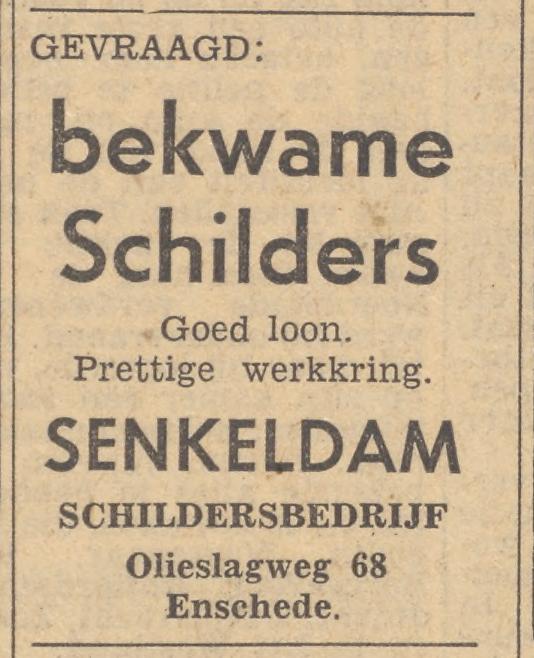 GEVRAAGD:
bekwame
Schilders
Goed loon.
Prettige werkkring.
SENKELDAM
SCHILDERSBEDRIJF
Olieslagweg 68
Enschede.